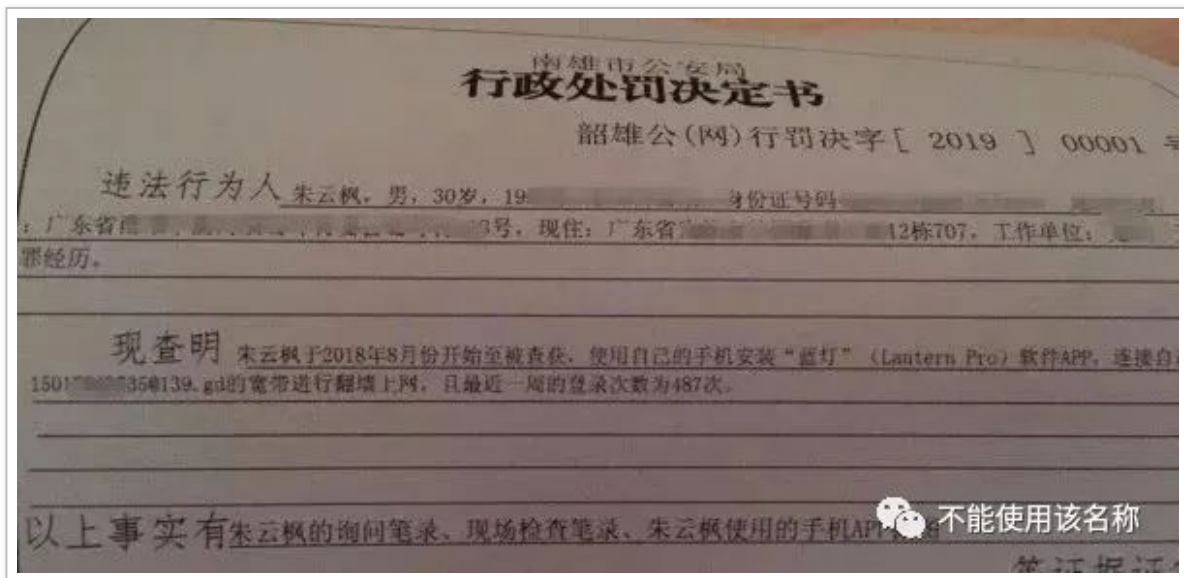 南雄市公安局
行政处罚决定书
韶雄公(网)行罚决字[ 2019 ] 00001 号
违法行为人 朱云枫，男，30岁，19 身份证号码
：广东省 3号，现住：广东省 12栋707，工作单位：
罪经历。
现查明 朱云枫于2018年8月份开始至被查获，使用自己的手机安装“蓝灯”（Lantern Pro）软件APP，连接自
1501 350139.gd的宽带进行翻墙上网，且最近一周的登录次数为487次。
以上事实有朱云枫的询问笔录、现场检查笔录、朱云枫使用的手机APP
不能使用该名称
等证据证